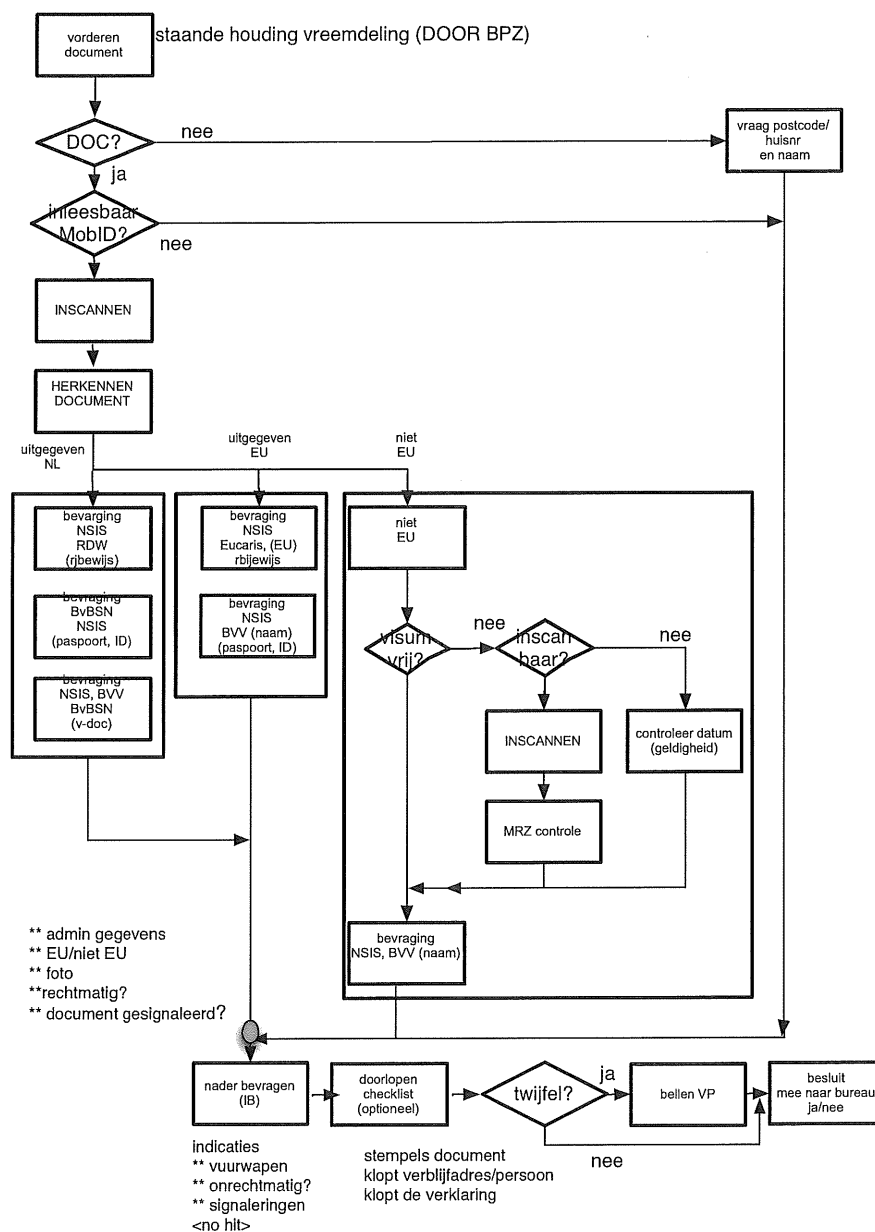 vorderen
document
staande houding vreemdeling (DOOR BPZ)
DOC?
nee
vraag postcode/
huisnr
en naam
ja
inleesbaar
MobID?
nee
INSCANNEN
HERKENNEN
DOCUMENT
uitgegeven
NL
uitgegeven
EU
niet
EU
bevarging
NSIS
RDW
(rjbewijs)
bevraging
BvBSN
NSIS
(paspoort, ID)
bevraging
NSIS, BVV
BvBSN
(v-doc)
bevraging
NSIS
Eucaris, (EU)
rbijewijs
bevraging
NSIS
BVV (naam)
(paspoort, ID)
niet
EU
visum
vrij?
nee
inscan
baar?
nee
INSCANNEN
controleer datum
(geldigheid)
MRZ controle
bevraging
NSIS, BVV (naam)
** admin gegevens
** EU/niet EU
** foto
**rechtmatig?
** document gesignaleerd?
nader bevragen
(IB)
doorlopen
checklist
(optioneel)
twijfel?
ja
bellen VP
besluit
mee naar bureau
ja/nee
nee
indicaties
** vuurwapen
** onrechtmatig?
** signaleringen
<no hit>
stempels document
klopt verblijfadres/persoon
klopt de verklaring